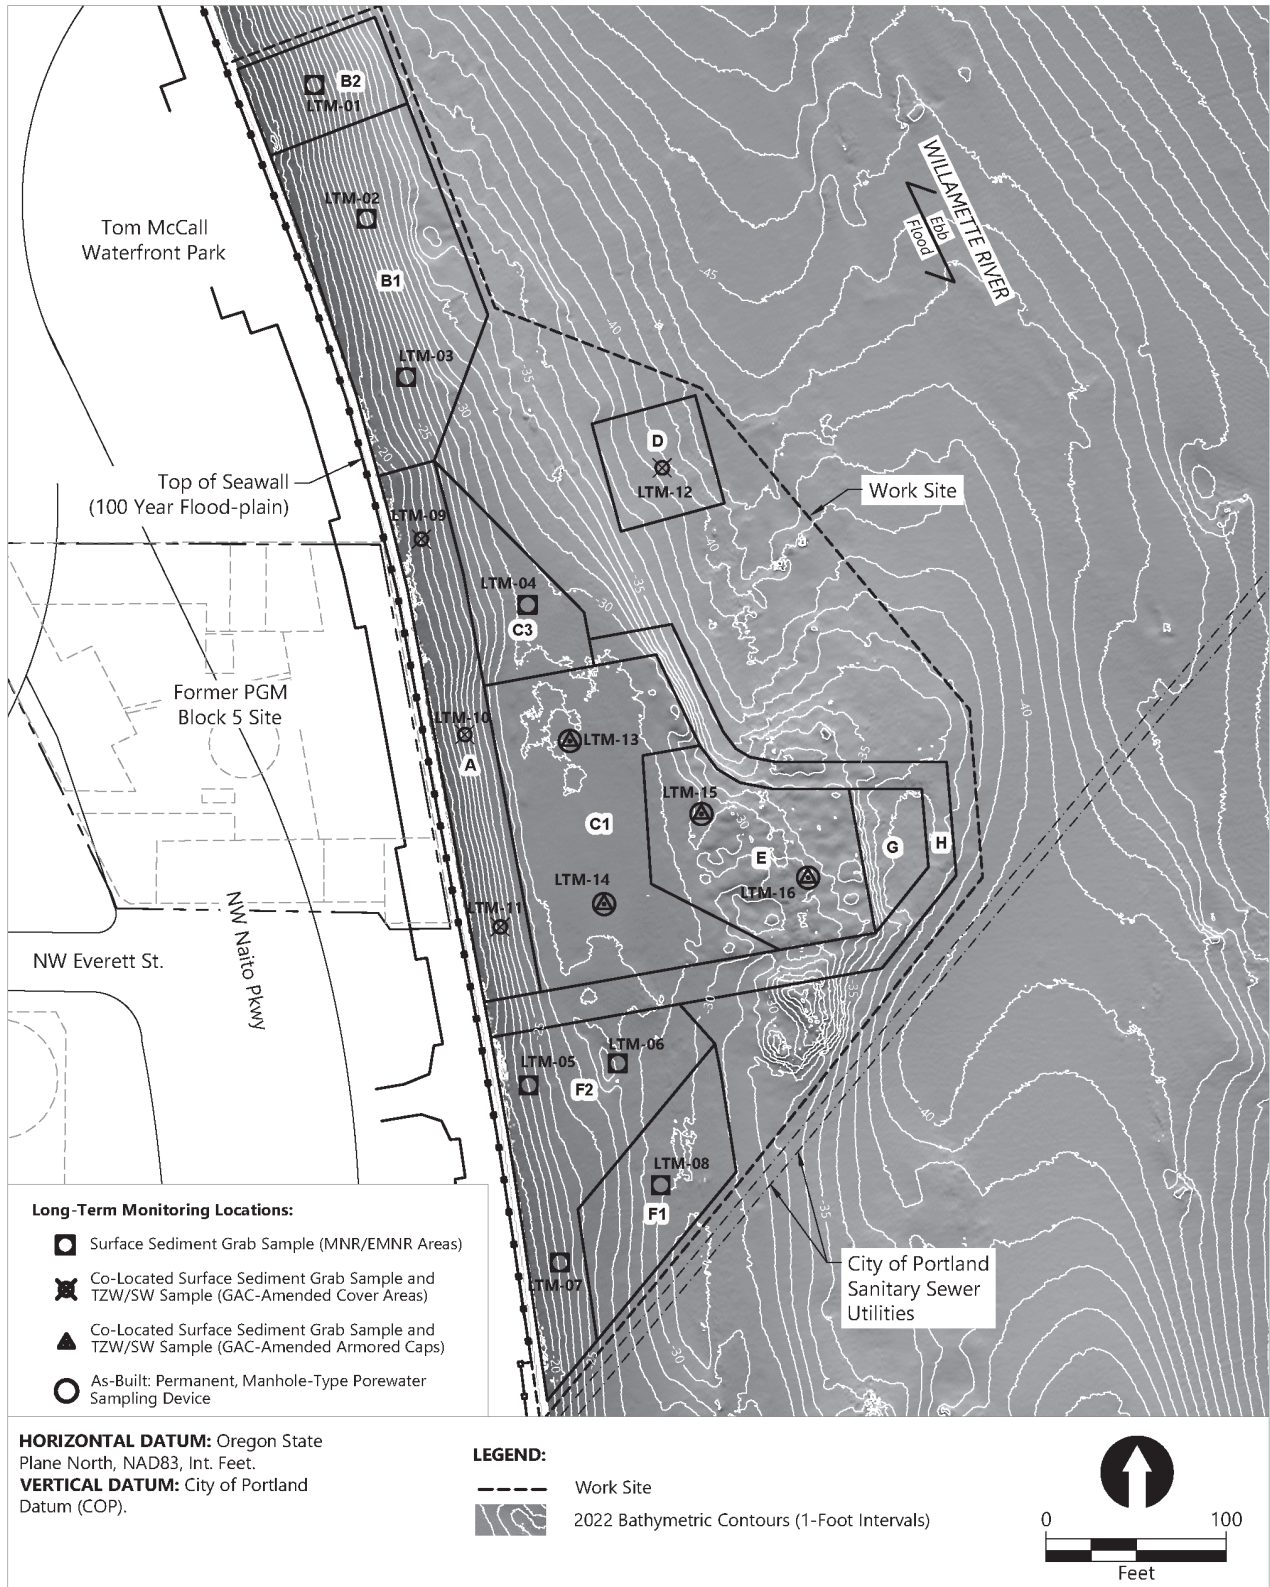 B2
LTM-01
LTM-02
B1
LTM-03
Tom McCall
Waterfront Park
WILLAMETTE RIVER
Ebb
Flood
-45
-40
-35
-30
-25
-20
D
LTM-12
Top of Seawall
(100 Year Flood-plain)
Work Site
LTM-09
-40
-35
LTM-04
-30
C3
Former PGM
Block 5 Site
LTM-10
A
LTM-13
-40
-35
LTM-15
-30
C1
E
G
H
LTM-14
LTM-16
LTM-11
NW Everett St.
NW Naito Pkwy
-30
-35
-30
-25
LTM-06
LTM-05
F2
-40
LTM-08
F1
-35
LTM-07
City of Portland
Sanitary Sewer
Utilities
-30
-25
-20
Long-Term Monitoring Locations:
Surface Sediment Grab Sample (MNR/EMNR Areas)
Co-Located Surface Sediment Grab Sample and
TZW/SW Sample (GAC-Amended Cover Areas)
Co-Located Surface Sediment Grab Sample and
TZW/SW Sample (GAC-Amended Armored Caps)
As-Built: Permanent, Manhole-Type Porewater
Sampling Device
HORIZONTAL DATUM: Oregon State
Plane North, NAD83, Int. Feet.
VERTICAL DATUM: City of Portland
Datum (COP).
LEGEND:
Work Site
2022 Bathymetric Contours (1-Foot Intervals)
0 100
Feet